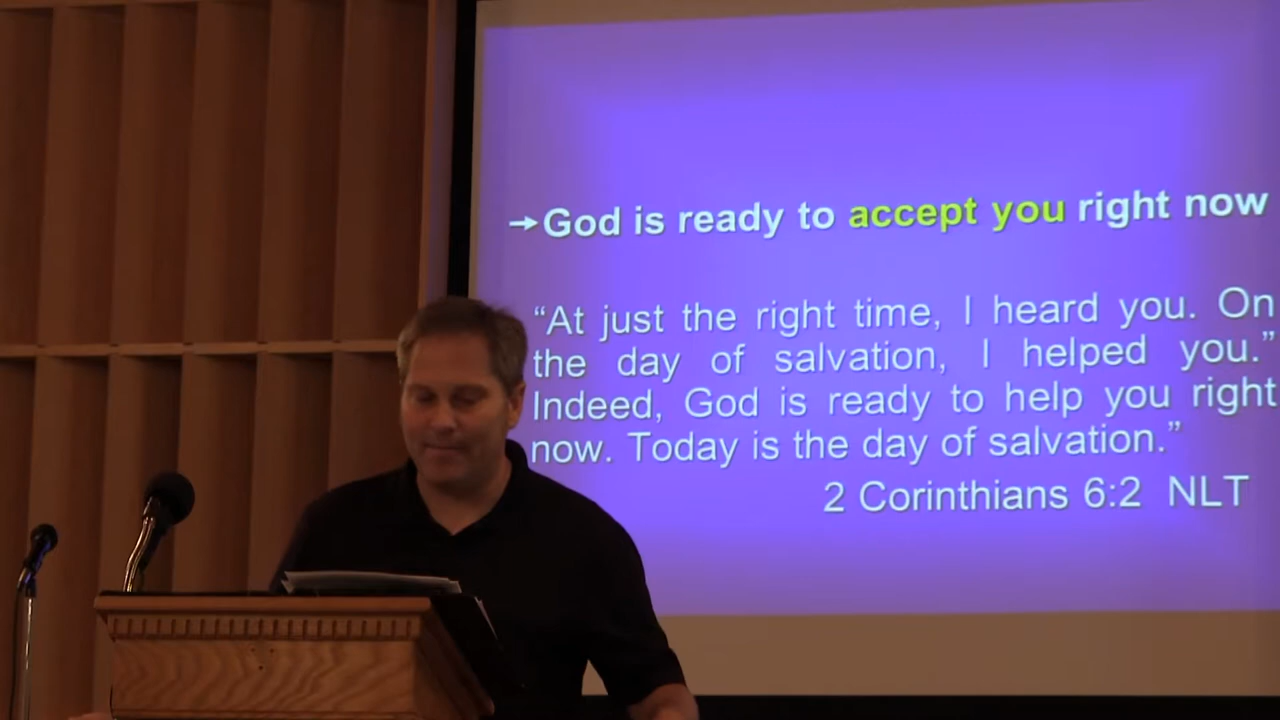 →God is ready to accept you right now
“At just the right time, I heard you. On
the day of salvation, I helped you.”
Indeed, God is ready to help you right
now. Today is the day of salvation.”
2 Corinthians 6:2 NLT